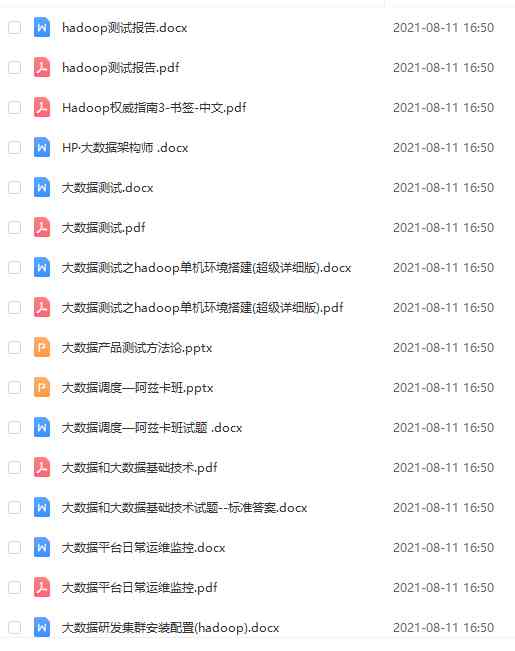 hadoop测试报告.docx 2021-08-11 16:50
hadoop测试报告.pdf 2021-08-11 16:50
Hadoop权威指南3-书签-中文.pdf 2021-08-11 16:50
HP·大数据架构师 .docx 2021-08-11 16:50
大数据测试.docx 2021-08-11 16:50
大数据测试.pdf 2021-08-11 16:50
大数据测试之hadoop单机环境搭建(超级详细版).docx 2021-08-11 16:50
大数据测试之hadoop单机环境搭建(超级详细版).pdf 2021-08-11 16:50
大数据产品测试方法论.pptx 2021-08-11 16:50
大数据调度—阿兹卡班.pptx 2021-08-11 16:50
大数据调度—阿兹卡班试题 .docx 2021-08-11 16:50
大数据和大数据基础技术.pdf 2021-08-11 16:50
大数据和大数据基础技术试题--标准答案.docx 2021-08-11 16:50
大数据平台日常运维监控.docx 2021-08-11 16:50
大数据平台日常运维监控.pdf 2021-08-11 16:50
大数据研发集群安装配置(hadoop).docx 2021-08-11 16:50